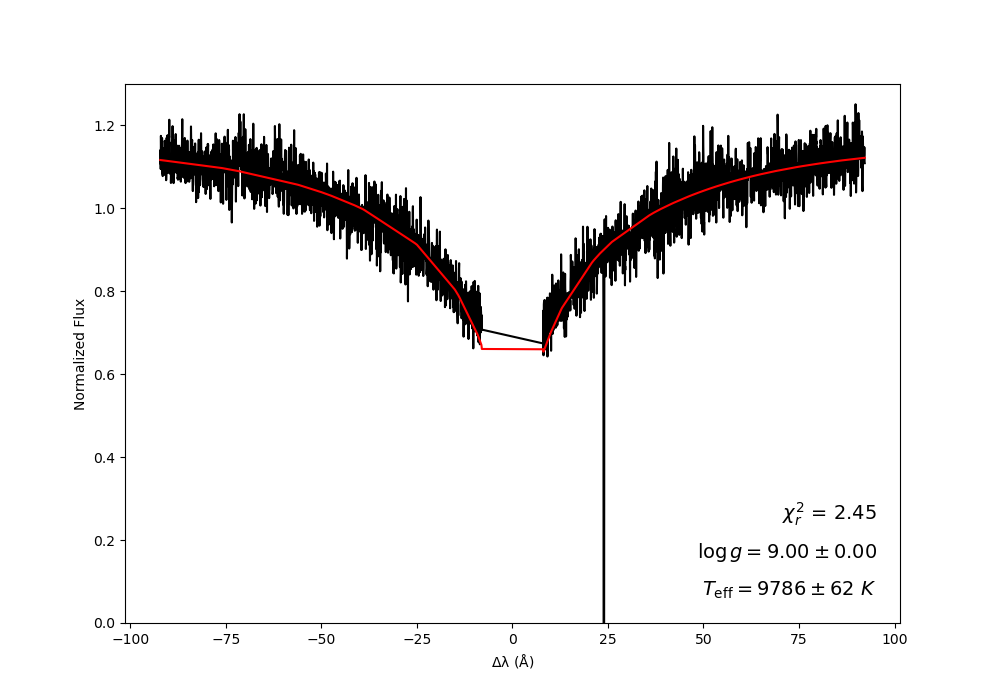 1.2
1.0
0.8
0.6
0.4
0.2
0.0
Normalized Flux
χ²ᵣ = 2.45
log g = 9.00 ± 0.00
T_eff = 9786 ± 62 K
−100 −75 −50 −25 0 25 50 75 100
Δλ (Å)